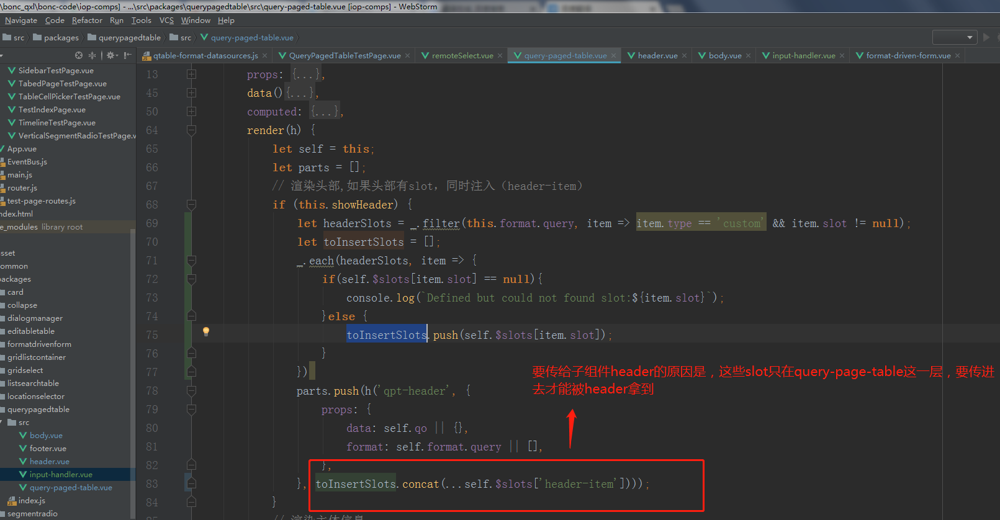 \bonc_qxl\bonc-code\iop-comps] - ...\src\packages\querypagedtable\src\query-paged-table.vue [iop-comps] - WebStorm
Navigate Code Refactor Run Tools VCS Window Help
src packages querypagedtable src query-paged-table.vue
qtable-format-datasources.js QueryPagedTableTestPage.vue remoteSelect.vue query-paged-table.vue header.vue body.vue input-handler.vue format-driven-form.vue
SidebarTestPage.vue
TabedPageTestPage.vue
TableCellPickerTestPage.vue
TestIndexPage.vue
TimelineTestPage.vue
VerticalSegmentRadioTestPage.v
App.vue
EventBus.js
main.js
router.js
test-page-routes.js
ndex.html
e_modules library root
sset
ommon
packages
card
collapse
dialogmanager
editabletable
formatdrivenform
gridlistcontainer
gridselect
listsearchtable
locationselector
querypagedtable
src
body.vue
footer.vue
header.vue
input-handler.vue
query-paged-table.vue
index.js
segmentradio
13 props: {...},
45 data(){...},
50 computed: {...},
64 render(h) {
65 let self = this;
66 let parts = [];
67 // 渲染头部,如果头部有slot，同时注入（header-item）
68 if (this.showHeader) {
69 let headerSlots = _.filter(this.format.query, item => item.type == 'custom' && item.slot != null);
70 let toInsertSlots = [];
71 _.each(headerSlots, item => {
72 if(self.$slots[item.slot] == null){
73 console.log(`Defined but could not found slot:${item.slot}`);
74 }else {
75 toInsertSlots.push(self.$slots[item.slot]);
76 }
77 })
78 parts.push(h('qpt-header', {
79 props: {
80 data: self.qo || {},
81 format: self.format.query || [],
82 },
83 }, toInsertSlots.concat(...self.$slots['header-item'])));
84 }
// 渲染主体信息
要传给子组件header的原因是，这些slot只在query-page-table这一层，要传进
去才能被header拿到